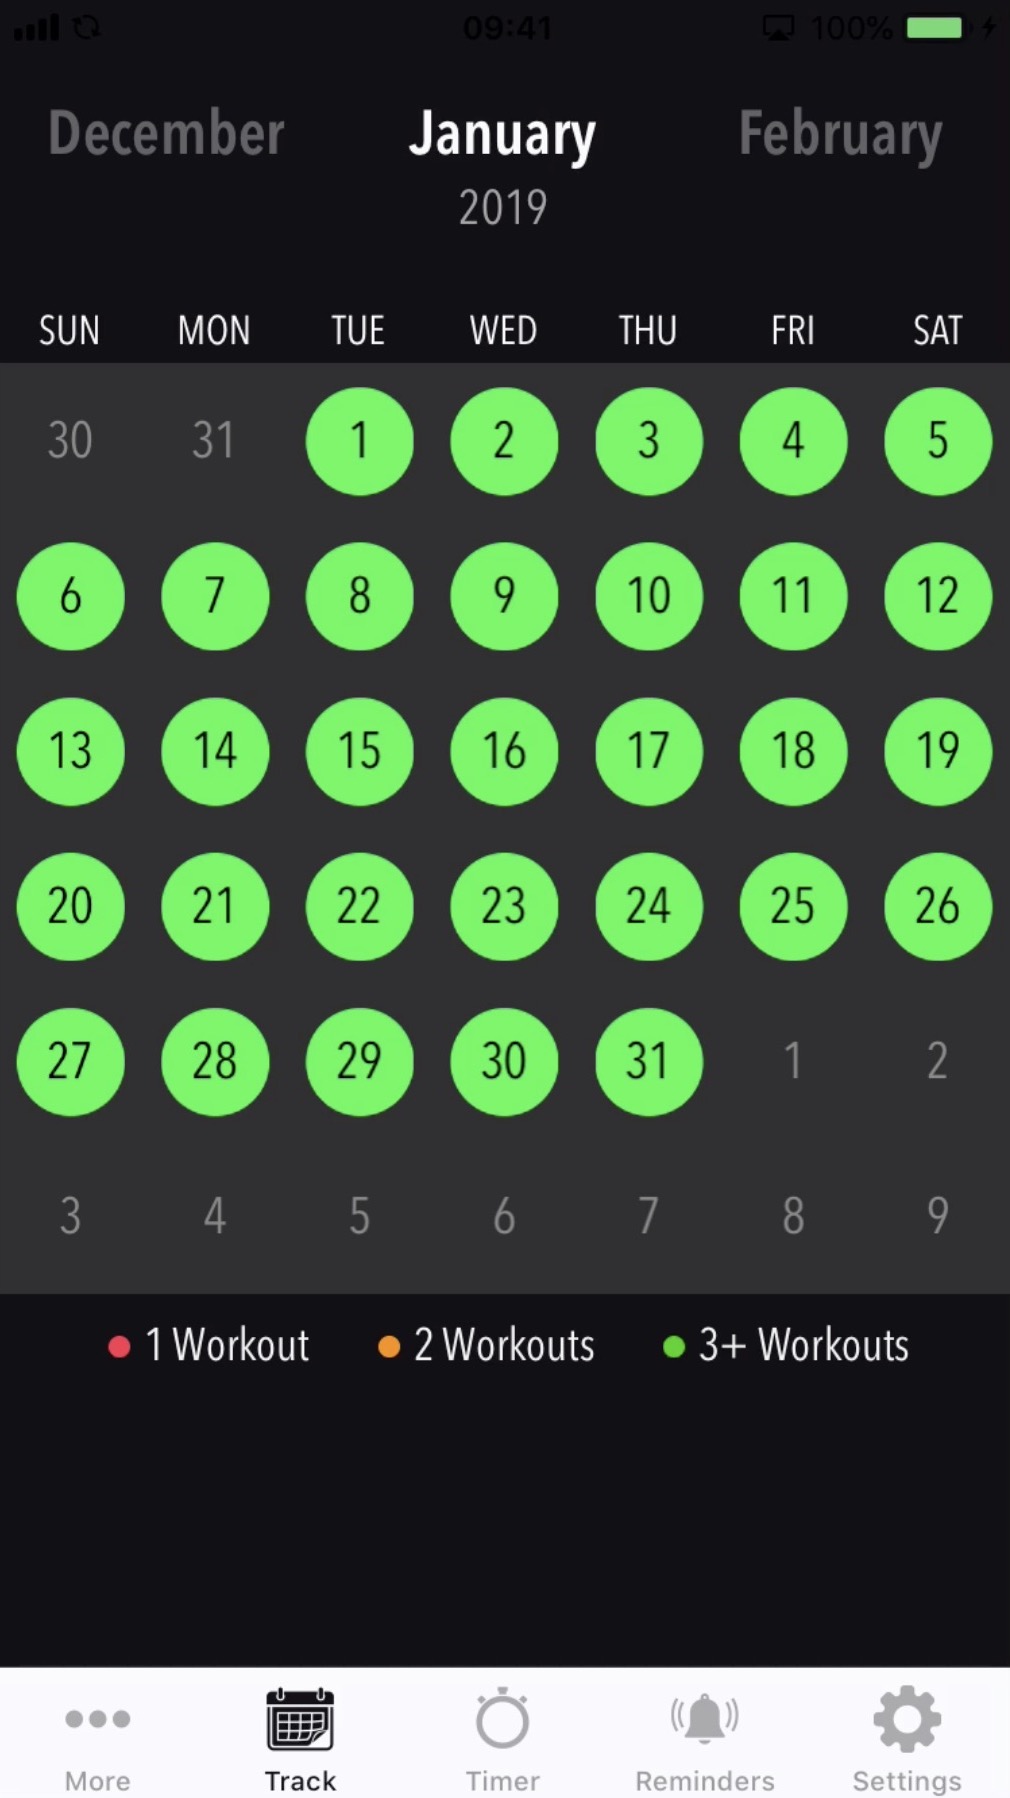 09:41 100%
December January February
2019
SUN MON TUE WED THU FRI SAT
30 31 1 2 3 4 5
6 7 8 9 10 11 12
13 14 15 16 17 18 19
20 21 22 23 24 25 26
27 28 29 30 31 1 2
3 4 5 6 7 8 9
1 Workout 2 Workouts 3+ Workouts
More Track Timer Reminders Settings